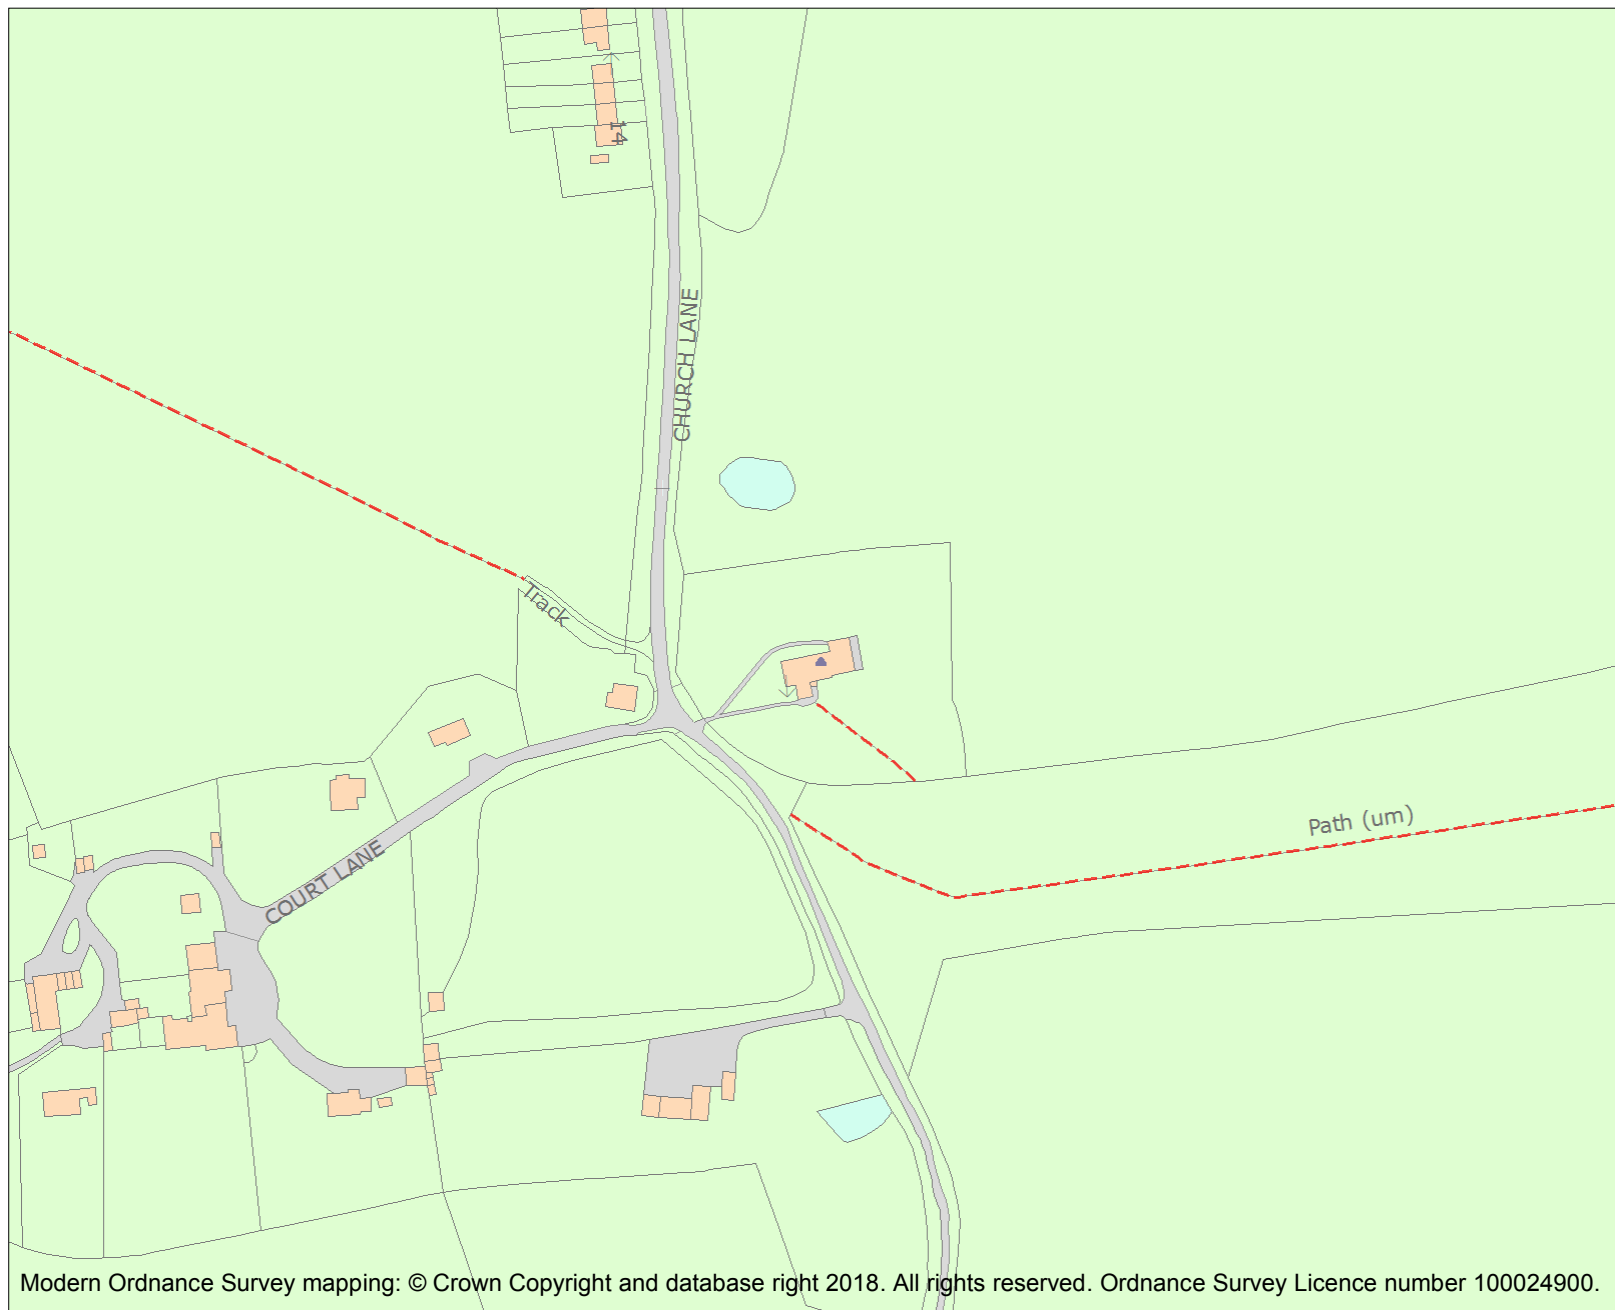 14
CHURCH LANE
Track
Path (um)
COURT LANE
Modern Ordnance Survey mapping: © Crown Copyright and database right 2018. All rights reserved. Ordnance Survey Licence number 100024900.